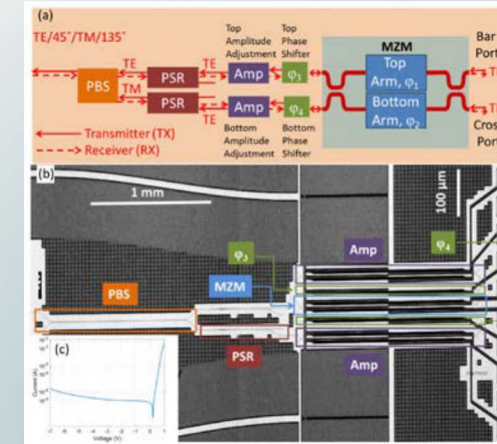 (a)
TE/45°/TM/135°
PBS
TE
TM
PSR
PSR
TE
TE
Top
Amplitude
Adjustment
Amp
Amp
Bottom
Amplitude
Adjustment
Top
Phase
Shifter
φ3
φ4
Bottom
Phase
Shifter
MZM
Top
Arm, φ1
Bottom
Arm, φ2
Bar
Port
Cros
Port
Transmitter (TX)
Receiver (RX)
(b)
1 mm
100 μm
φ3
MZM
PBS
PSR
Amp
Amp
φ4
(c)
Current (A)
Voltage (V)